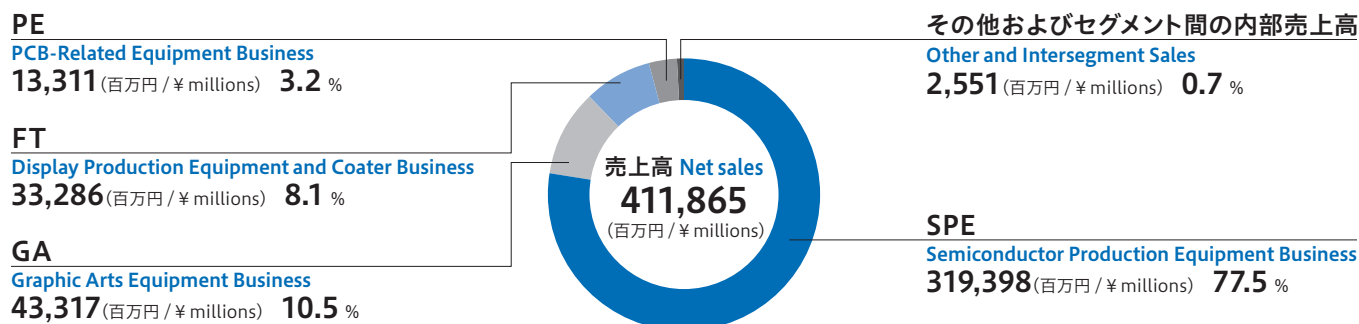 PE
PCB-Related Equipment Business
13,311(百万円 / ¥ millions) 3.2 %
FT
Display Production Equipment and Coater Business
33,286(百万円 / ¥ millions) 8.1 %
GA
Graphic Arts Equipment Business
43,317(百万円 / ¥ millions) 10.5 %
売上高 Net sales
411,865
(百万円 / ¥ millions)
その他およびセグメント間の内部売上高
Other and Intersegment Sales
2,551(百万円 / ¥ millions) 0.7 %
SPE
Semiconductor Production Equipment Business
319,398(百万円 / ¥ millions) 77.5 %